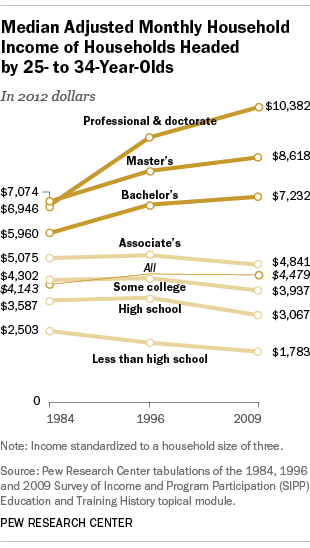 Median Adjusted Monthly Household
Income of Households Headed
by 25- to 34-Year-Olds
In 2012 dollars
$10,382
Professional & doctorate
Master's
$8,618
$7,074
$6,946
Bachelor's
$7,232
$5,960
Associate's
$5,075
$4,841
All
$4,479
$4,302
$4,143
Some college
$3,937
$3,587
High school
$3,067
$2,503
Less than high school
$1,783
0
1984 1996 2009
Note: Income standardized to a household size of three.
Source: Pew Research Center tabulations of the 1984, 1996
and 2009 Survey of Income and Program Participation (SIPP)
Education and Training History topical module.
PEW RESEARCH CENTER